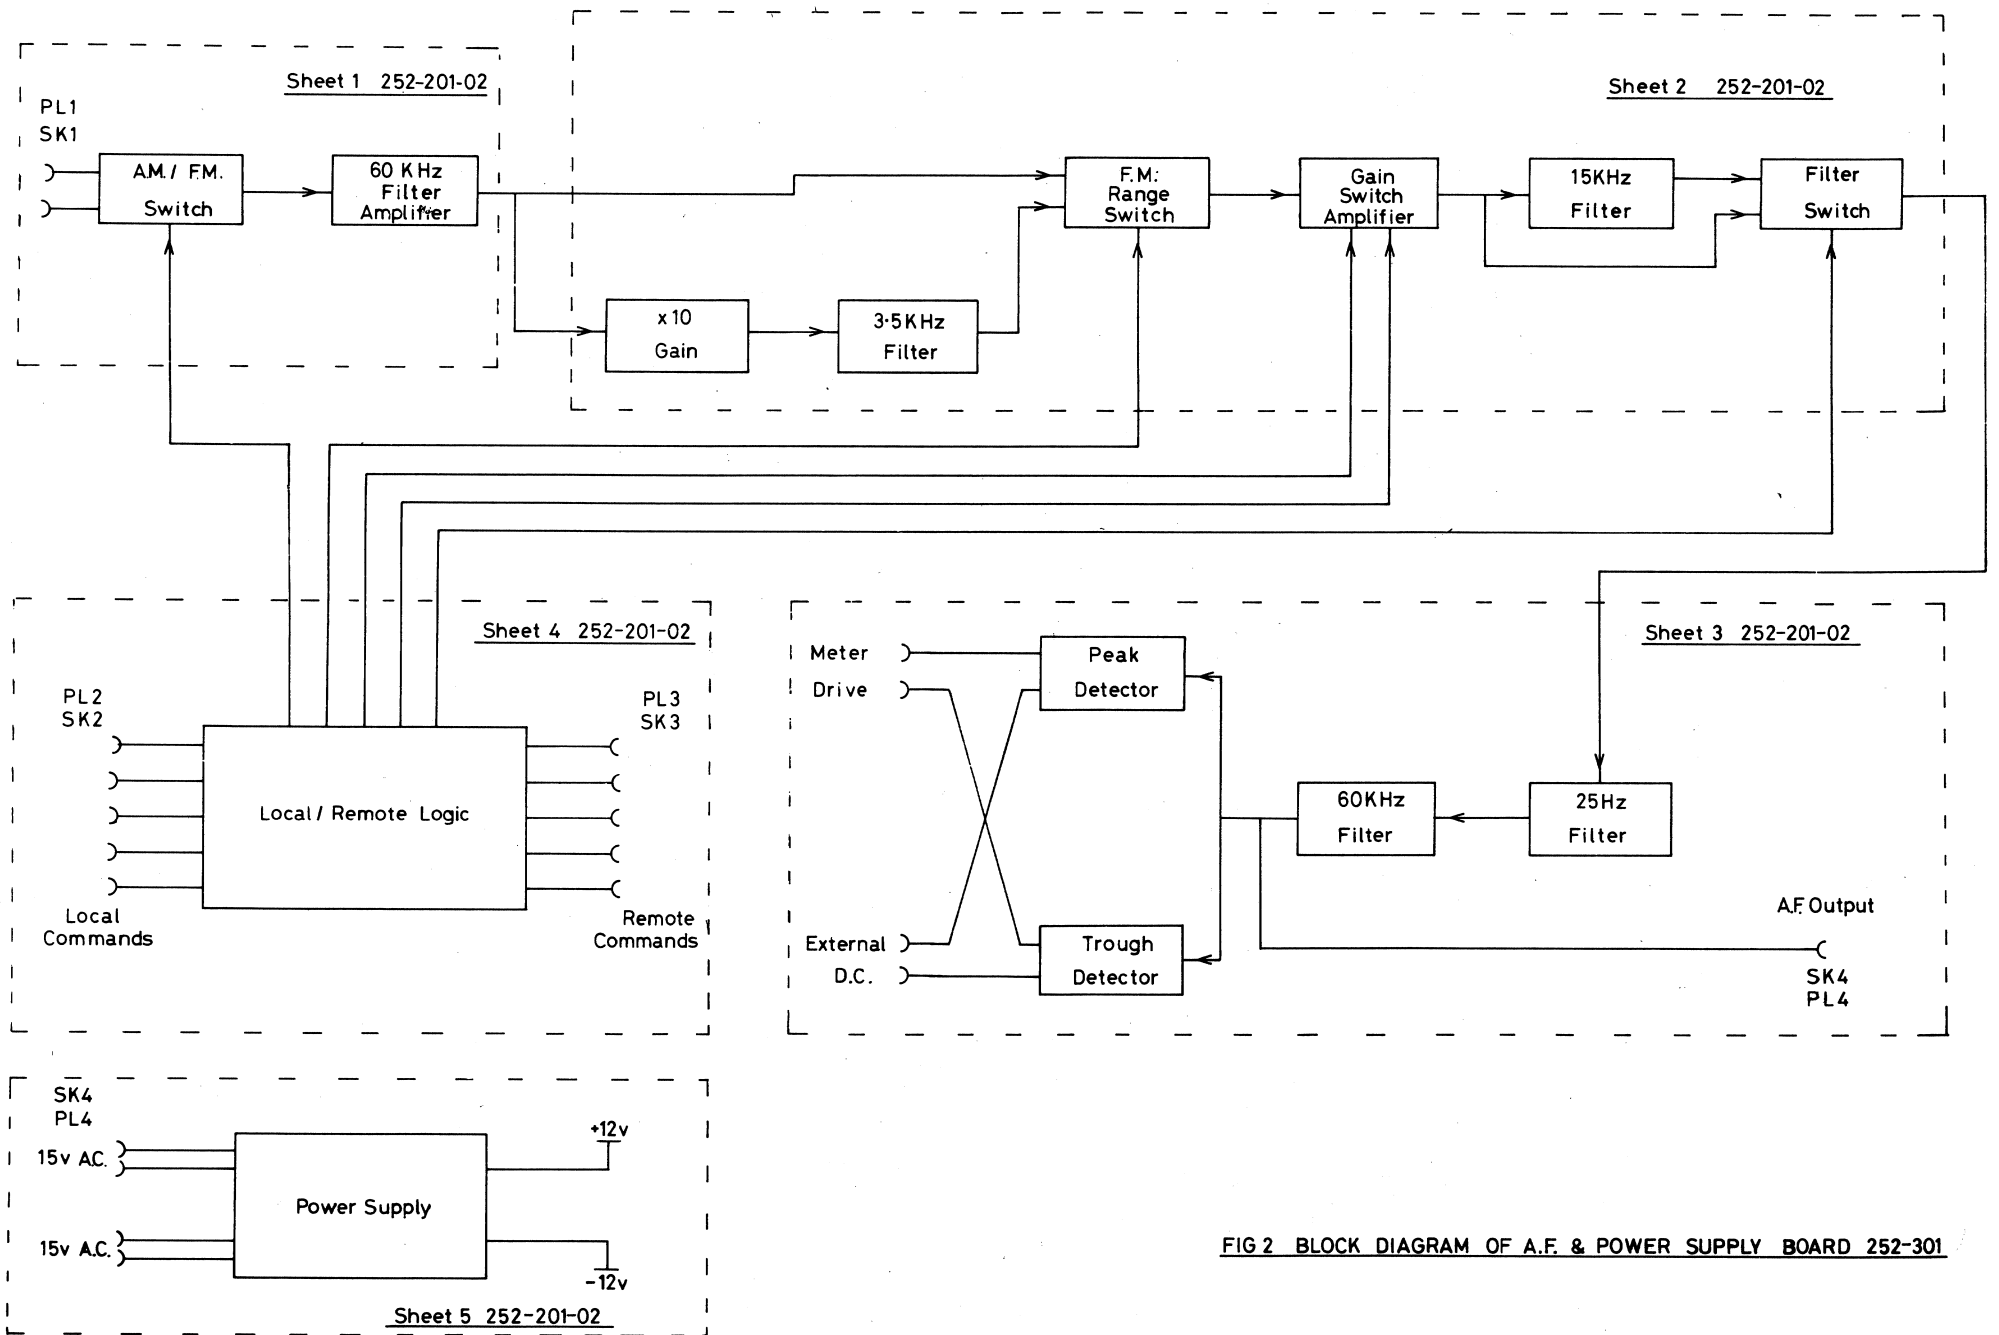 Sheet 1 252-201-02
PL1
SK1
A.M./ F.M.
Switch
60 KHz
Filter
Amplifier
Sheet 2 252-201-02
F.M:
Range
Switch
Gain
Switch
Amplifier
15KHz
Filter
Filter
Switch
x10
Gain
3·5KHz
Filter
Sheet 4 252-201-02
PL2
SK2
PL3
SK3
Local / Remote Logic
Local
Commands
Remote
Commands
Sheet 3 252-201-02
Meter
Drive
Peak
Detector
60KHz
Filter
25Hz
Filter
External
D.C.
Trough
Detector
A.F. Output
SK4
PL4
SK4
PL4
15v A.C.
15v A.C.
Power Supply
+12v
-12v
Sheet 5 252-201-02
FIG 2 BLOCK DIAGRAM OF A.F. & POWER SUPPLY BOARD 252-301